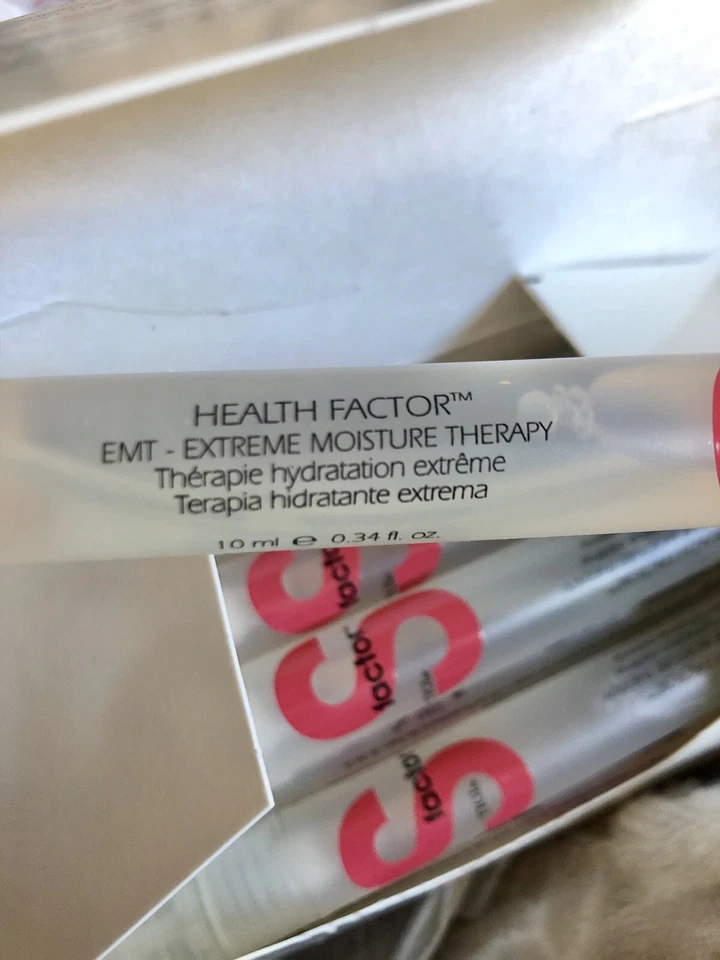 HEALTH FACTOR™
EMT - EXTREME MOISTURE THERAPY
Thérapie hydratation extrême
Terapia hidratante extrema
10 ml e 0.34 fl. oz.
S factor
S factor
S factor